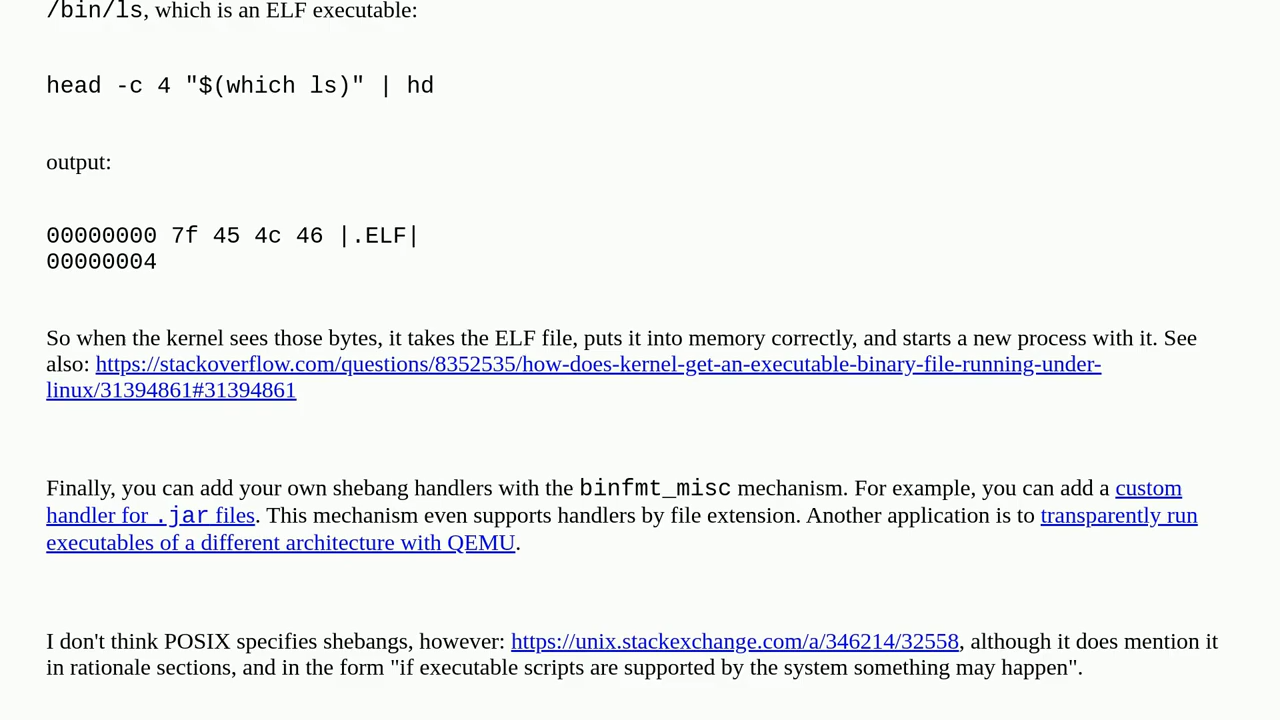 /bin/ls, which is an ELF executable:
head -c 4 "$(which ls)" | hd
output:
00000000 7f 45 4c 46 |.ELF|
00000004
So when the kernel sees those bytes, it takes the ELF file, puts it into memory correctly, and starts a new process with it. See
also: https://stackoverflow.com/questions/8352535/how-does-kernel-get-an-executable-binary-file-running-under-
linux/31394861#31394861
Finally, you can add your own shebang handlers with the binfmt_misc mechanism. For example, you can add a custom
handler for .jar files. This mechanism even supports handlers by file extension. Another application is to transparently run
executables of a different architecture with QEMU.
I don't think POSIX specifies shebangs, however: https://unix.stackexchange.com/a/346214/32558, although it does mention it
in rationale sections, and in the form "if executable scripts are supported by the system something may happen".